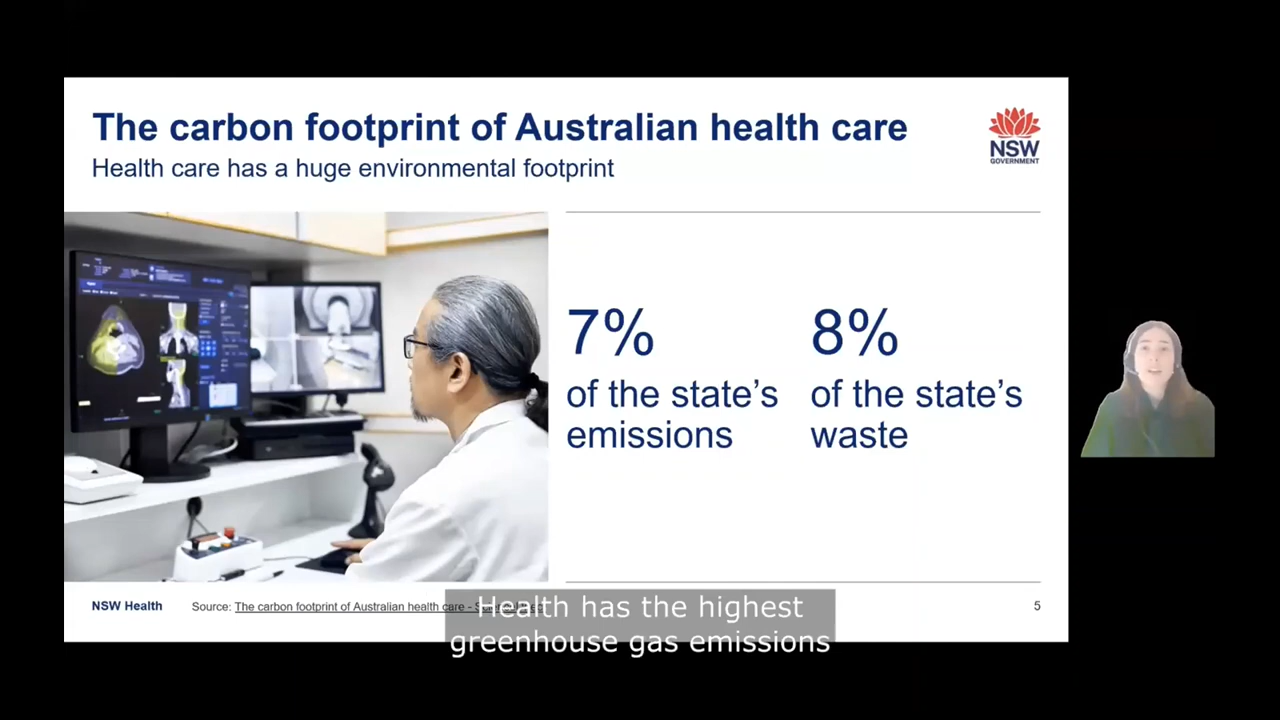 The carbon footprint of Australian health care
Health care has a huge environmental footprint
NSW
GOVERNMENT
7%
of the state's
emissions
8%
of the state's
waste
NSW Health
Source: The carbon footprint of Australian health care -
5
Health has the highest
greenhouse gas emissions